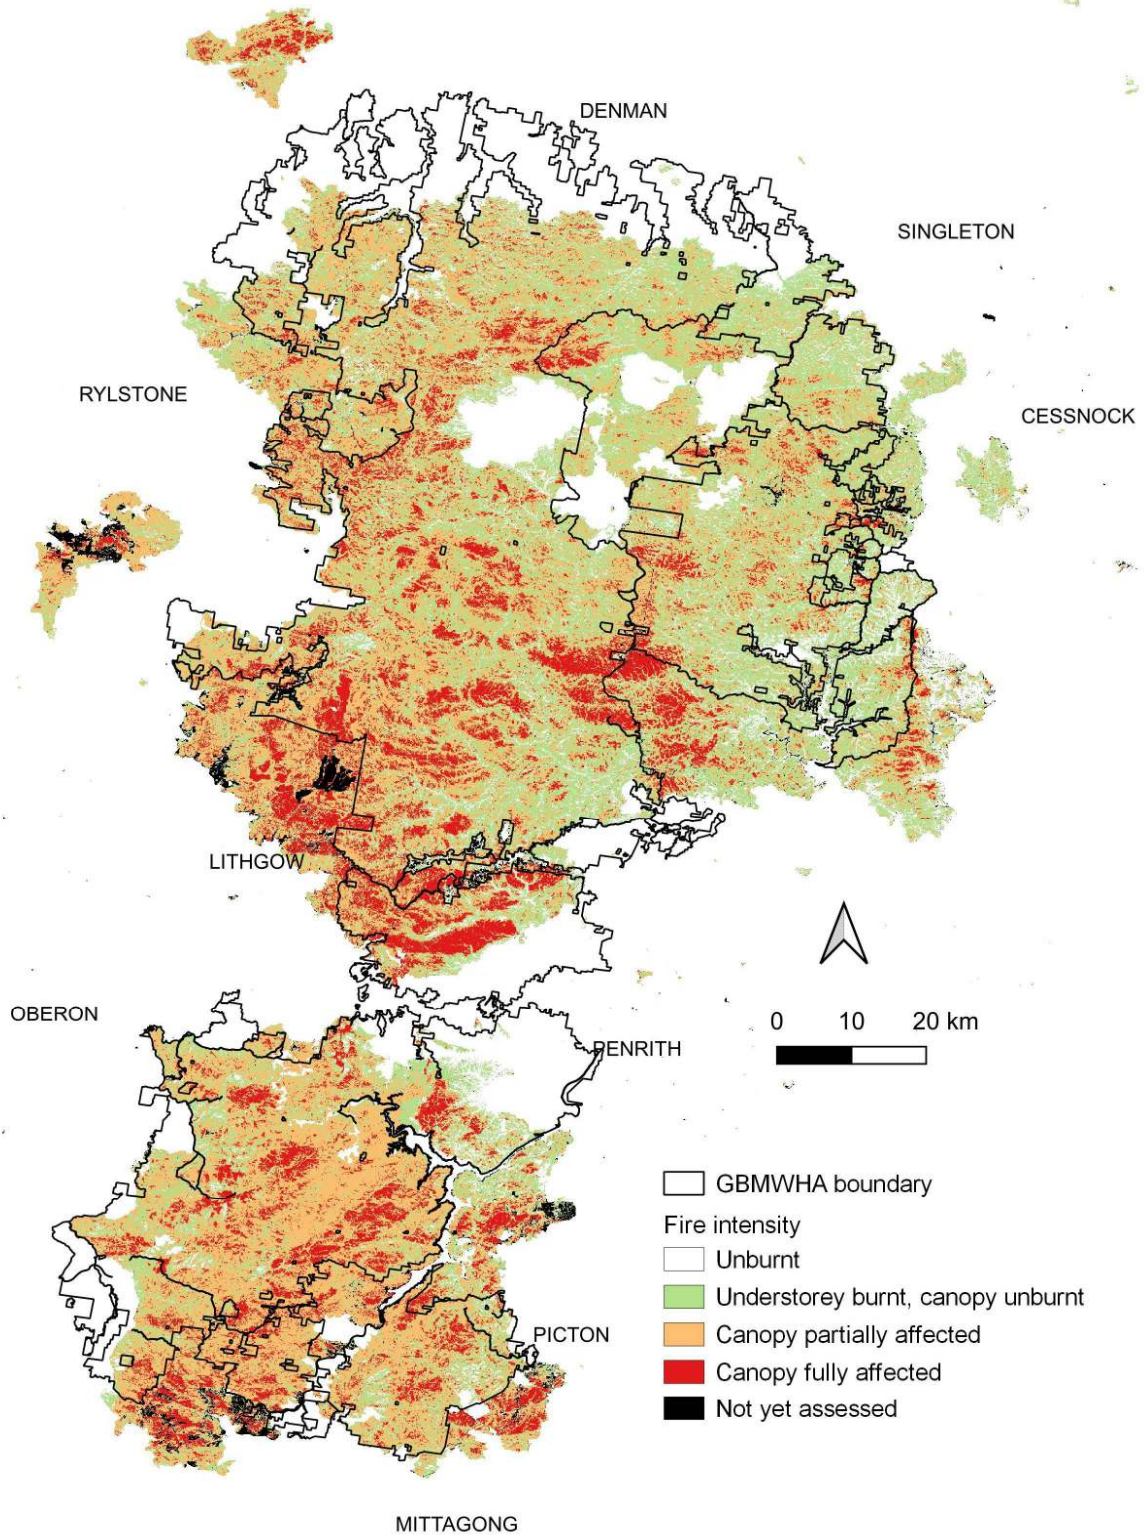 DENMAN
SINGLETON
RYLSTONE
CESSNOCK
LITHGOW
OBERON
0 10 20 km
PENRITH
GBMWHA boundary
Fire intensity
Unburnt
Understorey burnt, canopy unburnt
PICTON
Canopy partially affected
Canopy fully affected
Not yet assessed
MITTAGONG